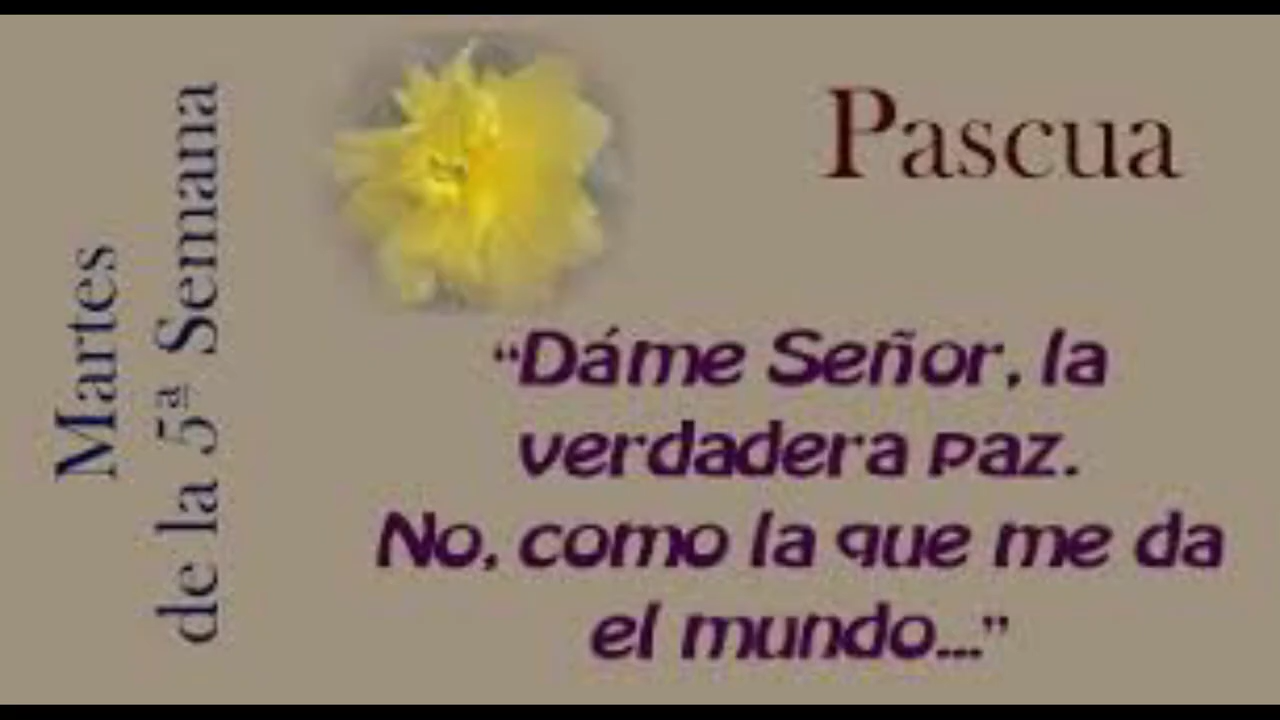 Martes
de la 5ª Semana
Pascua
“Dáme Señor, la
verdadera paz.
No, como la que me da
el mundo...”